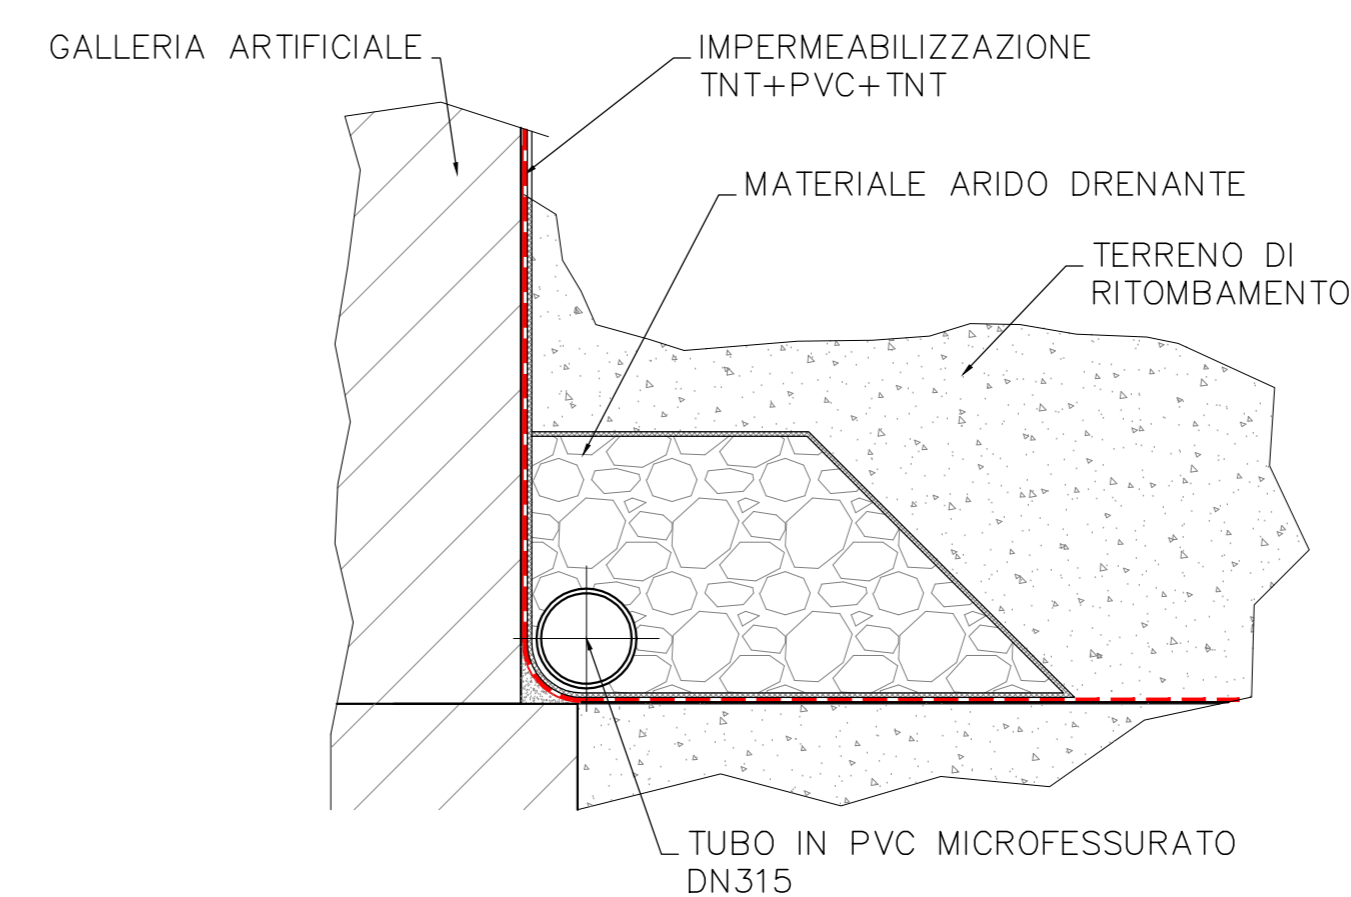 GALLERIA ARTIFICIALE
IMPERMEABILIZZAZIONE
TNT+PVC+TNT
MATERIALE ARIDO DRENANTE
TERRENO DI
RITOMBAMENTO
TUBO IN PVC MICROFESSURATO
DN315